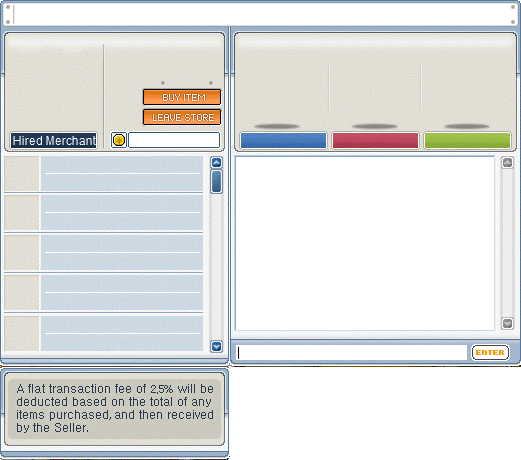 BUY ITEM
LEAVE STORE
Hired Merchant
ENTER
A flat transaction fee of 2,5% will be
deducted based on the total of any
items purchased, and then received
by the Seller.